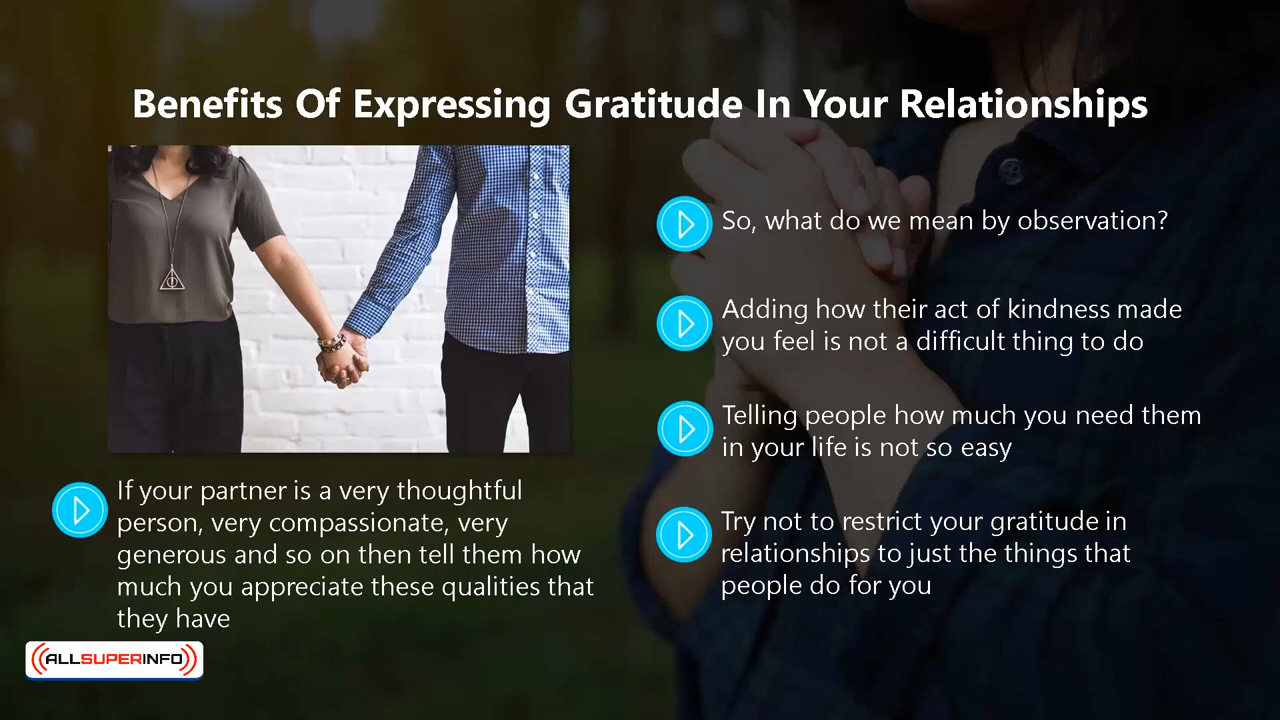 Benefits Of Expressing Gratitude In Your Relationships
So, what do we mean by observation?
Adding how their act of kindness made
you feel is not a difficult thing to do
Telling people how much you need them
in your life is not so easy
Try not to restrict your gratitude in
relationships to just the things that
people do for you
If your partner is a very thoughtful
person, very compassionate, very
generous and so on then tell them how
much you appreciate these qualities that
they have
ALLSUPERINFO